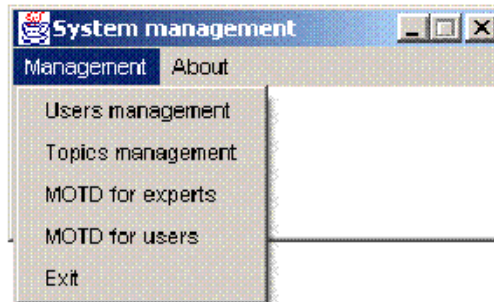 System management
Management About
Users management
Topics management
MOTD for experts
MOTD for users
Exit